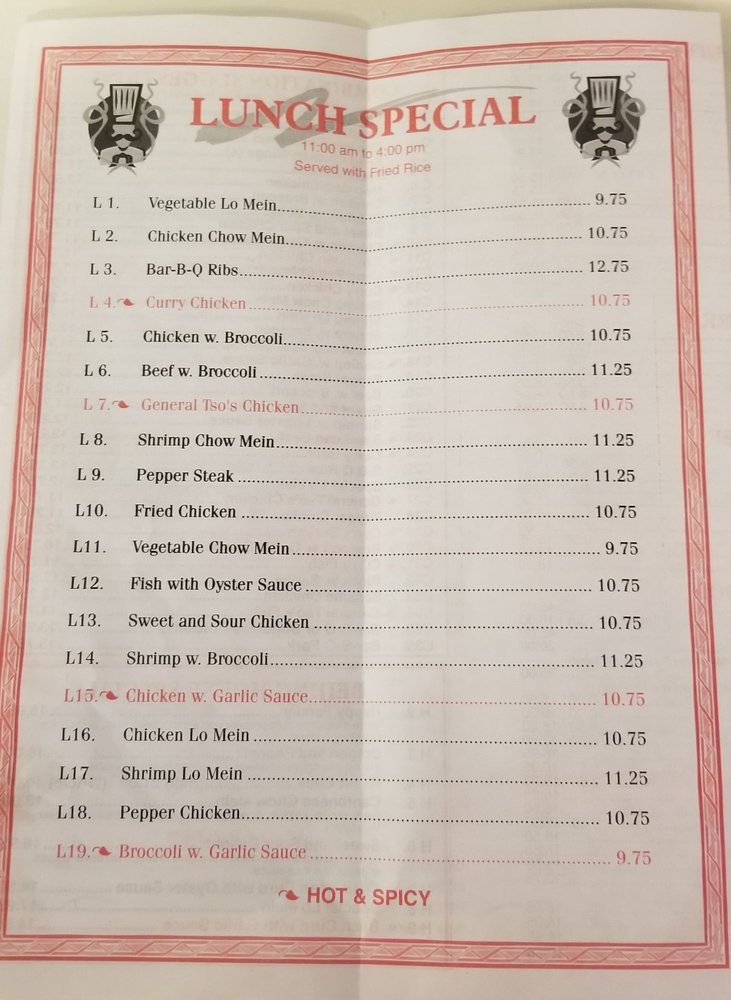 LUNCH SPECIAL
11:00 am to 4:00 pm
Served with Fried Rice
L 1. Vegetable Lo Mein 9.75
L 2. Chicken Chow Mein 10.75
L 3. Bar-B-Q Ribs 12.75
L 4. Curry Chicken 10.75
L 5. Chicken w. Broccoli 10.75
L 6. Beef w. Broccoli 11.25
L 7. General Tso's Chicken 10.75
L 8. Shrimp Chow Mein 11.25
L 9. Pepper Steak 11.25
L10. Fried Chicken 10.75
L11. Vegetable Chow Mein 9.75
L12. Fish with Oyster Sauce 10.75
L13. Sweet and Sour Chicken 10.75
L14. Shrimp w. Broccoli 11.25
L15. Chicken w. Garlic Sauce 10.75
L16. Chicken Lo Mein 10.75
L17. Shrimp Lo Mein 11.25
L18. Pepper Chicken 10.75
L19. Broccoli w. Garlic Sauce 9.75
HOT & SPICY